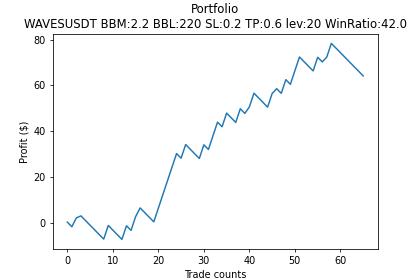 Portfolio
WAVESUSDT BBM:2.2 BBL:220 SL:0.2 TP:0.6 lev:20 WinRatio:42.0
80
60
40
20
0
Profit ($)
0 10 20 30 40 50 60
Trade counts